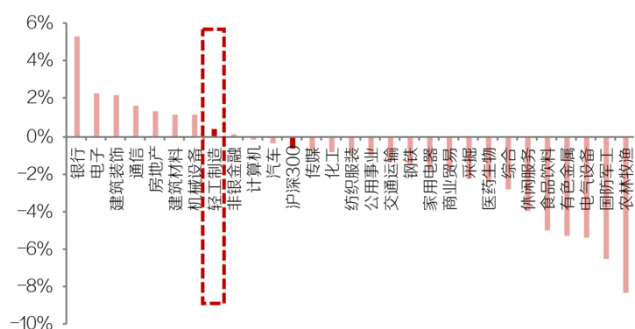 6%
4%
2%
0%
-2%
-4%
-6%
-8%
-10%
银行
电子
建筑装饰
通信
房地产
建筑材料
机械设备
轻工制造
非银金融
计算机
汽车
沪深300
传媒
化工
纺织服装
公用事业
交通运输
钢铁
家用电器
商业贸易
采掘
医药生物
综合
休闲服务
食品饮料
有色金属
电气设备
国防军工
农林牧渔